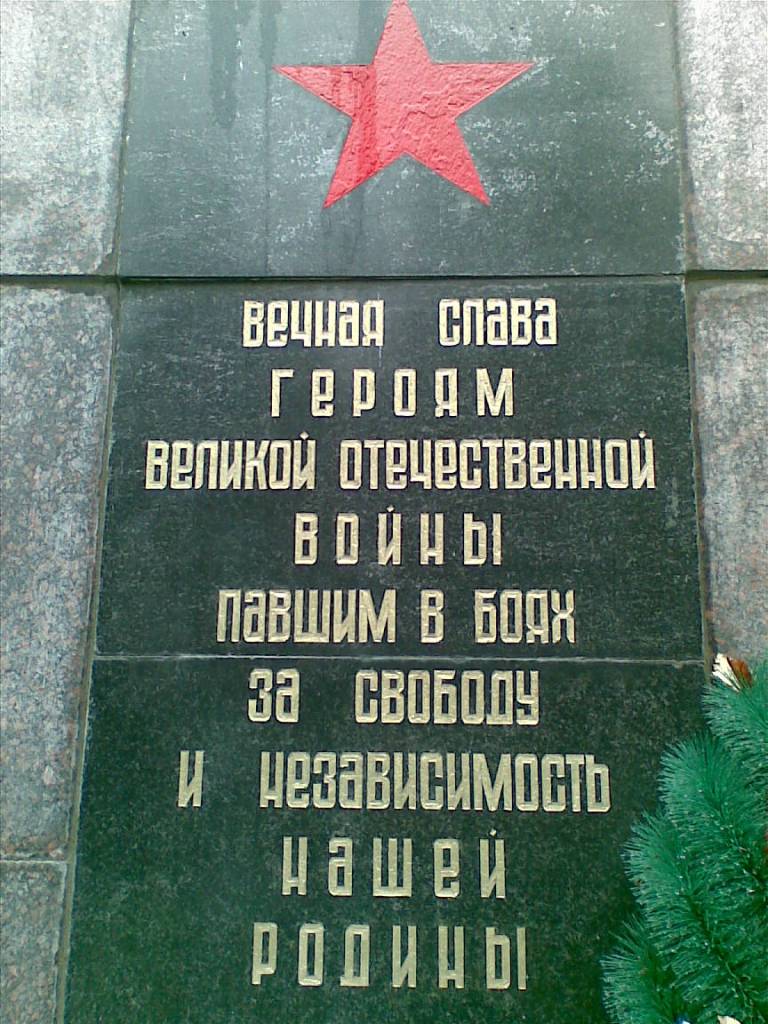 Вечная слава
героям
Великой Отечественной
войны
павшим в боях
за свободу
и независимость
нашей
Родины